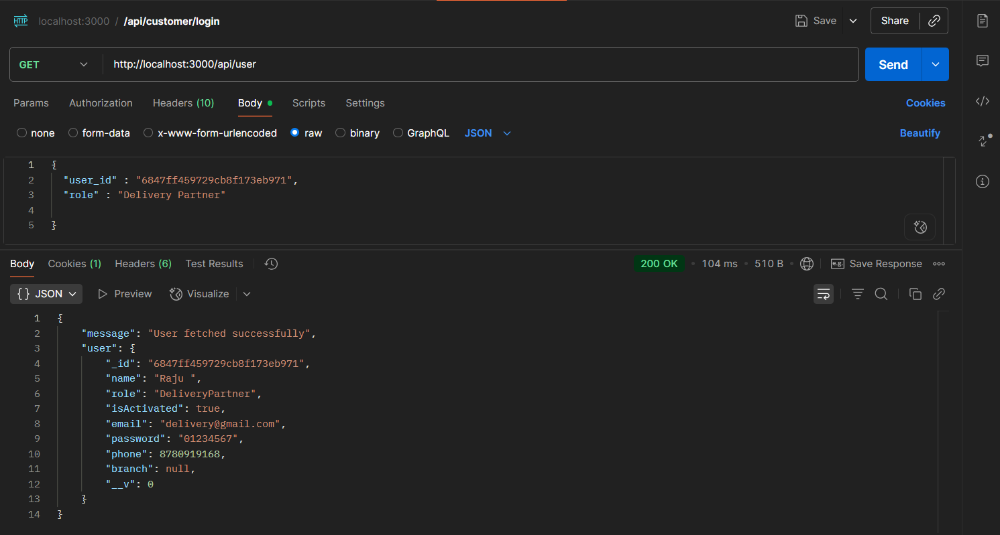 HTTP localhost:3000 / /api/customer/login Save Share
GET http://localhost:3000/api/user Send
Params Authorization Headers (10) Body Scripts Settings Cookies
none form-data x-www-form-urlencoded raw binary GraphQL JSON Beautify
1 {
2 "user_id" : "6847ff459729cb8f173eb971",
3 "role" : "Delivery Partner"
4
5 }
Body Cookies (1) Headers (6) Test Results 200 OK 104 ms 510 B e.g. Save Response
{} JSON Preview Visualize
1 {
2 "message": "User fetched successfully",
3 "user": {
4 "_id": "6847ff459729cb8f173eb971",
5 "name": "Raju ",
6 "role": "DeliveryPartner",
7 "isActivated": true,
8 "email": "delivery@gmail.com",
9 "password": "01234567",
10 "phone": 8780919168,
11 "branch": null,
12 "__v": 0
13 }
14 }